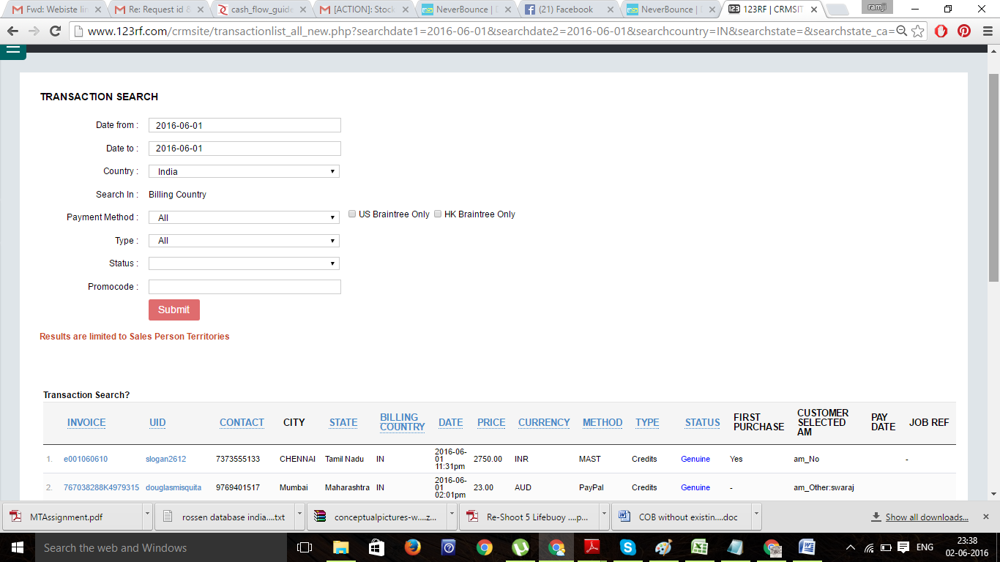 Fwd: Webiste lin
Re: Request id &
cash_flow_guide
[ACTION]: Stock
NeverBounce |
(21) Facebook
NeverBounce |
123RF | CRMSIT
ramji
www.123rf.com/crmsite/transactionlist_all_new.php?searchdate1=2016-06-01&searchdate2=2016-06-01&searchcountry=IN&searchstate=&searchstate_ca=
TRANSACTION SEARCH
Date from : 2016-06-01
Date to : 2016-06-01
Country : India
Search In : Billing Country
Payment Method : All US Braintree Only HK Braintree Only
Type : All
Status :
Promocode :
Submit
Results are limited to Sales Person Territories
Transaction Search?
INVOICE UID CONTACT CITY STATE BILLING COUNTRY DATE PRICE CURRENCY METHOD TYPE STATUS FIRST PURCHASE CUSTOMER SELECTED AM PAY DATE JOB REF
1. e001060610 slogan2612 7373555133 CHENNAI Tamil Nadu IN 2016-06-01 11:31pm 2750.00 INR MAST Credits Genuine Yes am_No -
2. 767038288K4979315 douglasmisquita 9769401517 Mumbai Maharashtra IN 2016-06-01 02:01pm 23.00 AUD PayPal Credits Genuine - am_Other:swaraj
MTAssignment.pdf
rossen database india....txt
conceptualpictures-w....z...
Re-Shoot 5 Lifebuoy ....p...
COB without existin....doc
Show all downloads...
Search the web and Windows
ENG
23:38
02-06-2016